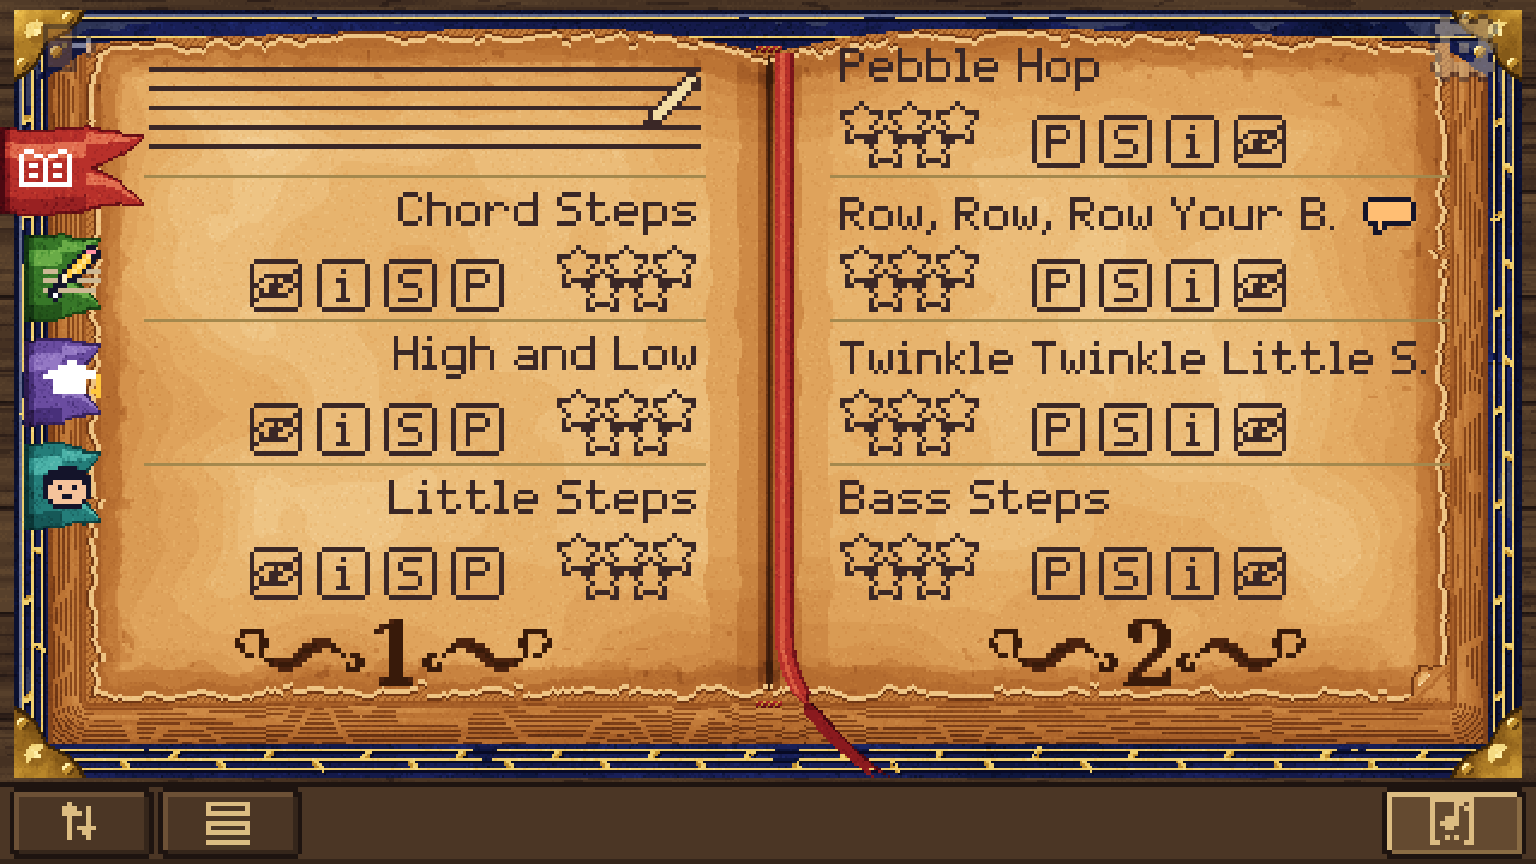 Chord Steps
i S P
High and Low
i S P
Little Steps
i S P
1
Pebble Hop
P S i
Row, Row, Row Your B.
P S i
Twinkle Twinkle Little S.
P S i
Bass Steps
P S i
2